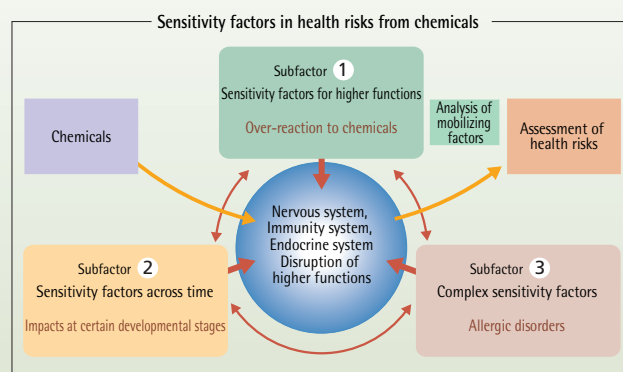 Sensitivity factors in health risks from chemicals
Subfactor 1
Sensitivity factors for higher functions
Over-reaction to chemicals
Chemicals
Analysis of
mobilizing
factors
Assessment of
health risks
Nervous system,
Immunity system,
Endocrine system
Disruption of
higher functions
Subfactor 2
Sensitivity factors across time
Impacts at certain developmental stages
Subfactor 3
Complex sensitivity factors
Allergic disorders